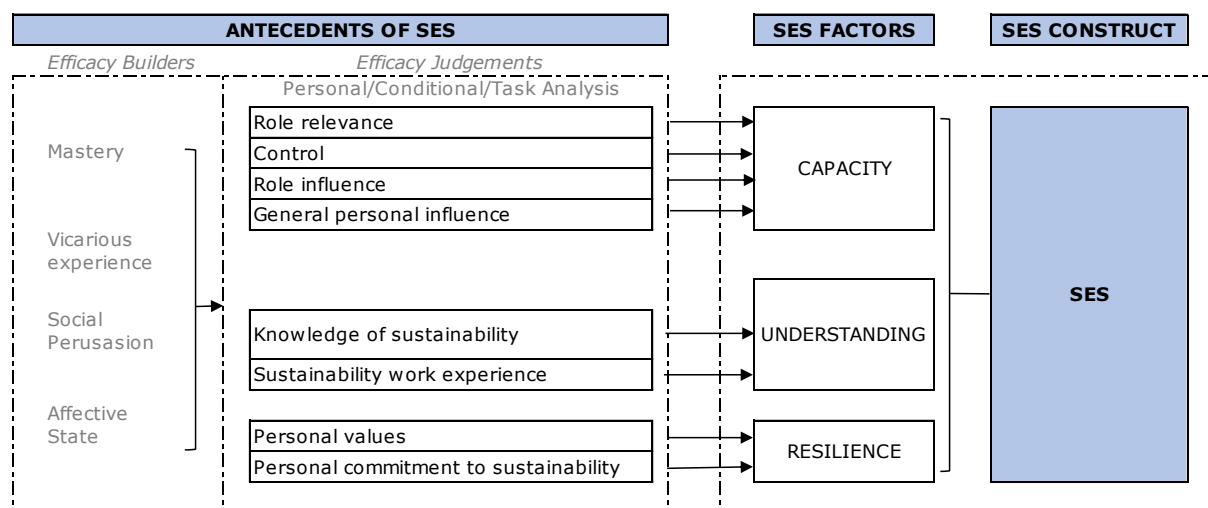 ANTECEDENTS OF SES
SES FACTORS
SES CONSTRUCT
Efficacy Builders
Efficacy Judgements
Personal/Conditional/Task Analysis
Mastery
Vicarious
experience
Social
Perusasion
Affective
State
Role relevance
Control
Role influence
General personal influence
Knowledge of sustainability
Sustainability work experience
Personal values
Personal commitment to sustainability
CAPACITY
UNDERSTANDING
RESILIENCE
SES